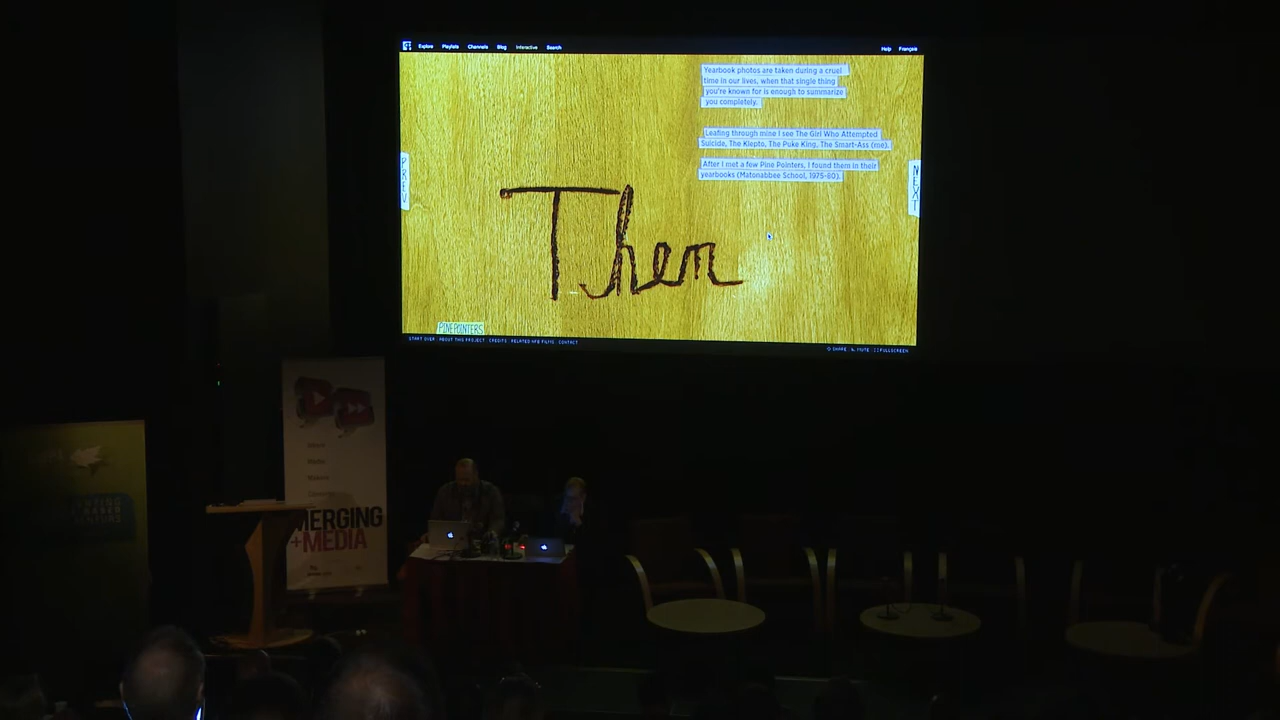 Explore Playlists Channels Blog Interactive Search Help Français
Yearbook photos are taken during a cruel
time in our lives, when that single thing
you're known for is enough to summarize
you completely.
Leafing through mine I see The Girl Who Attempted
Suicide, The Klepto, The Puke King, The Smart-Ass (me).
After I met a few Pine Pointers, I found them in their
yearbooks (Matonabbee School, 1975-80).
PREV
NEXT
Then
PINEPOINTERS
START OVER ABOUT THIS PROJECT CREDITS RELATED NFB FILMS CONTACT
SHARE MUTE FULLSCREEN
MERGING
+MEDIA